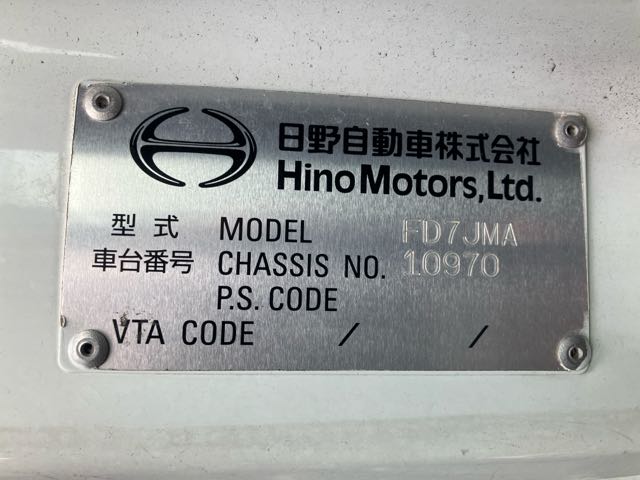 日野自動車株式会社
Hino Motors, Ltd.
型式 MODEL FD7JMA
車台番号 CHASSIS NO. 10970
P.S. CODE
VTA CODE / /